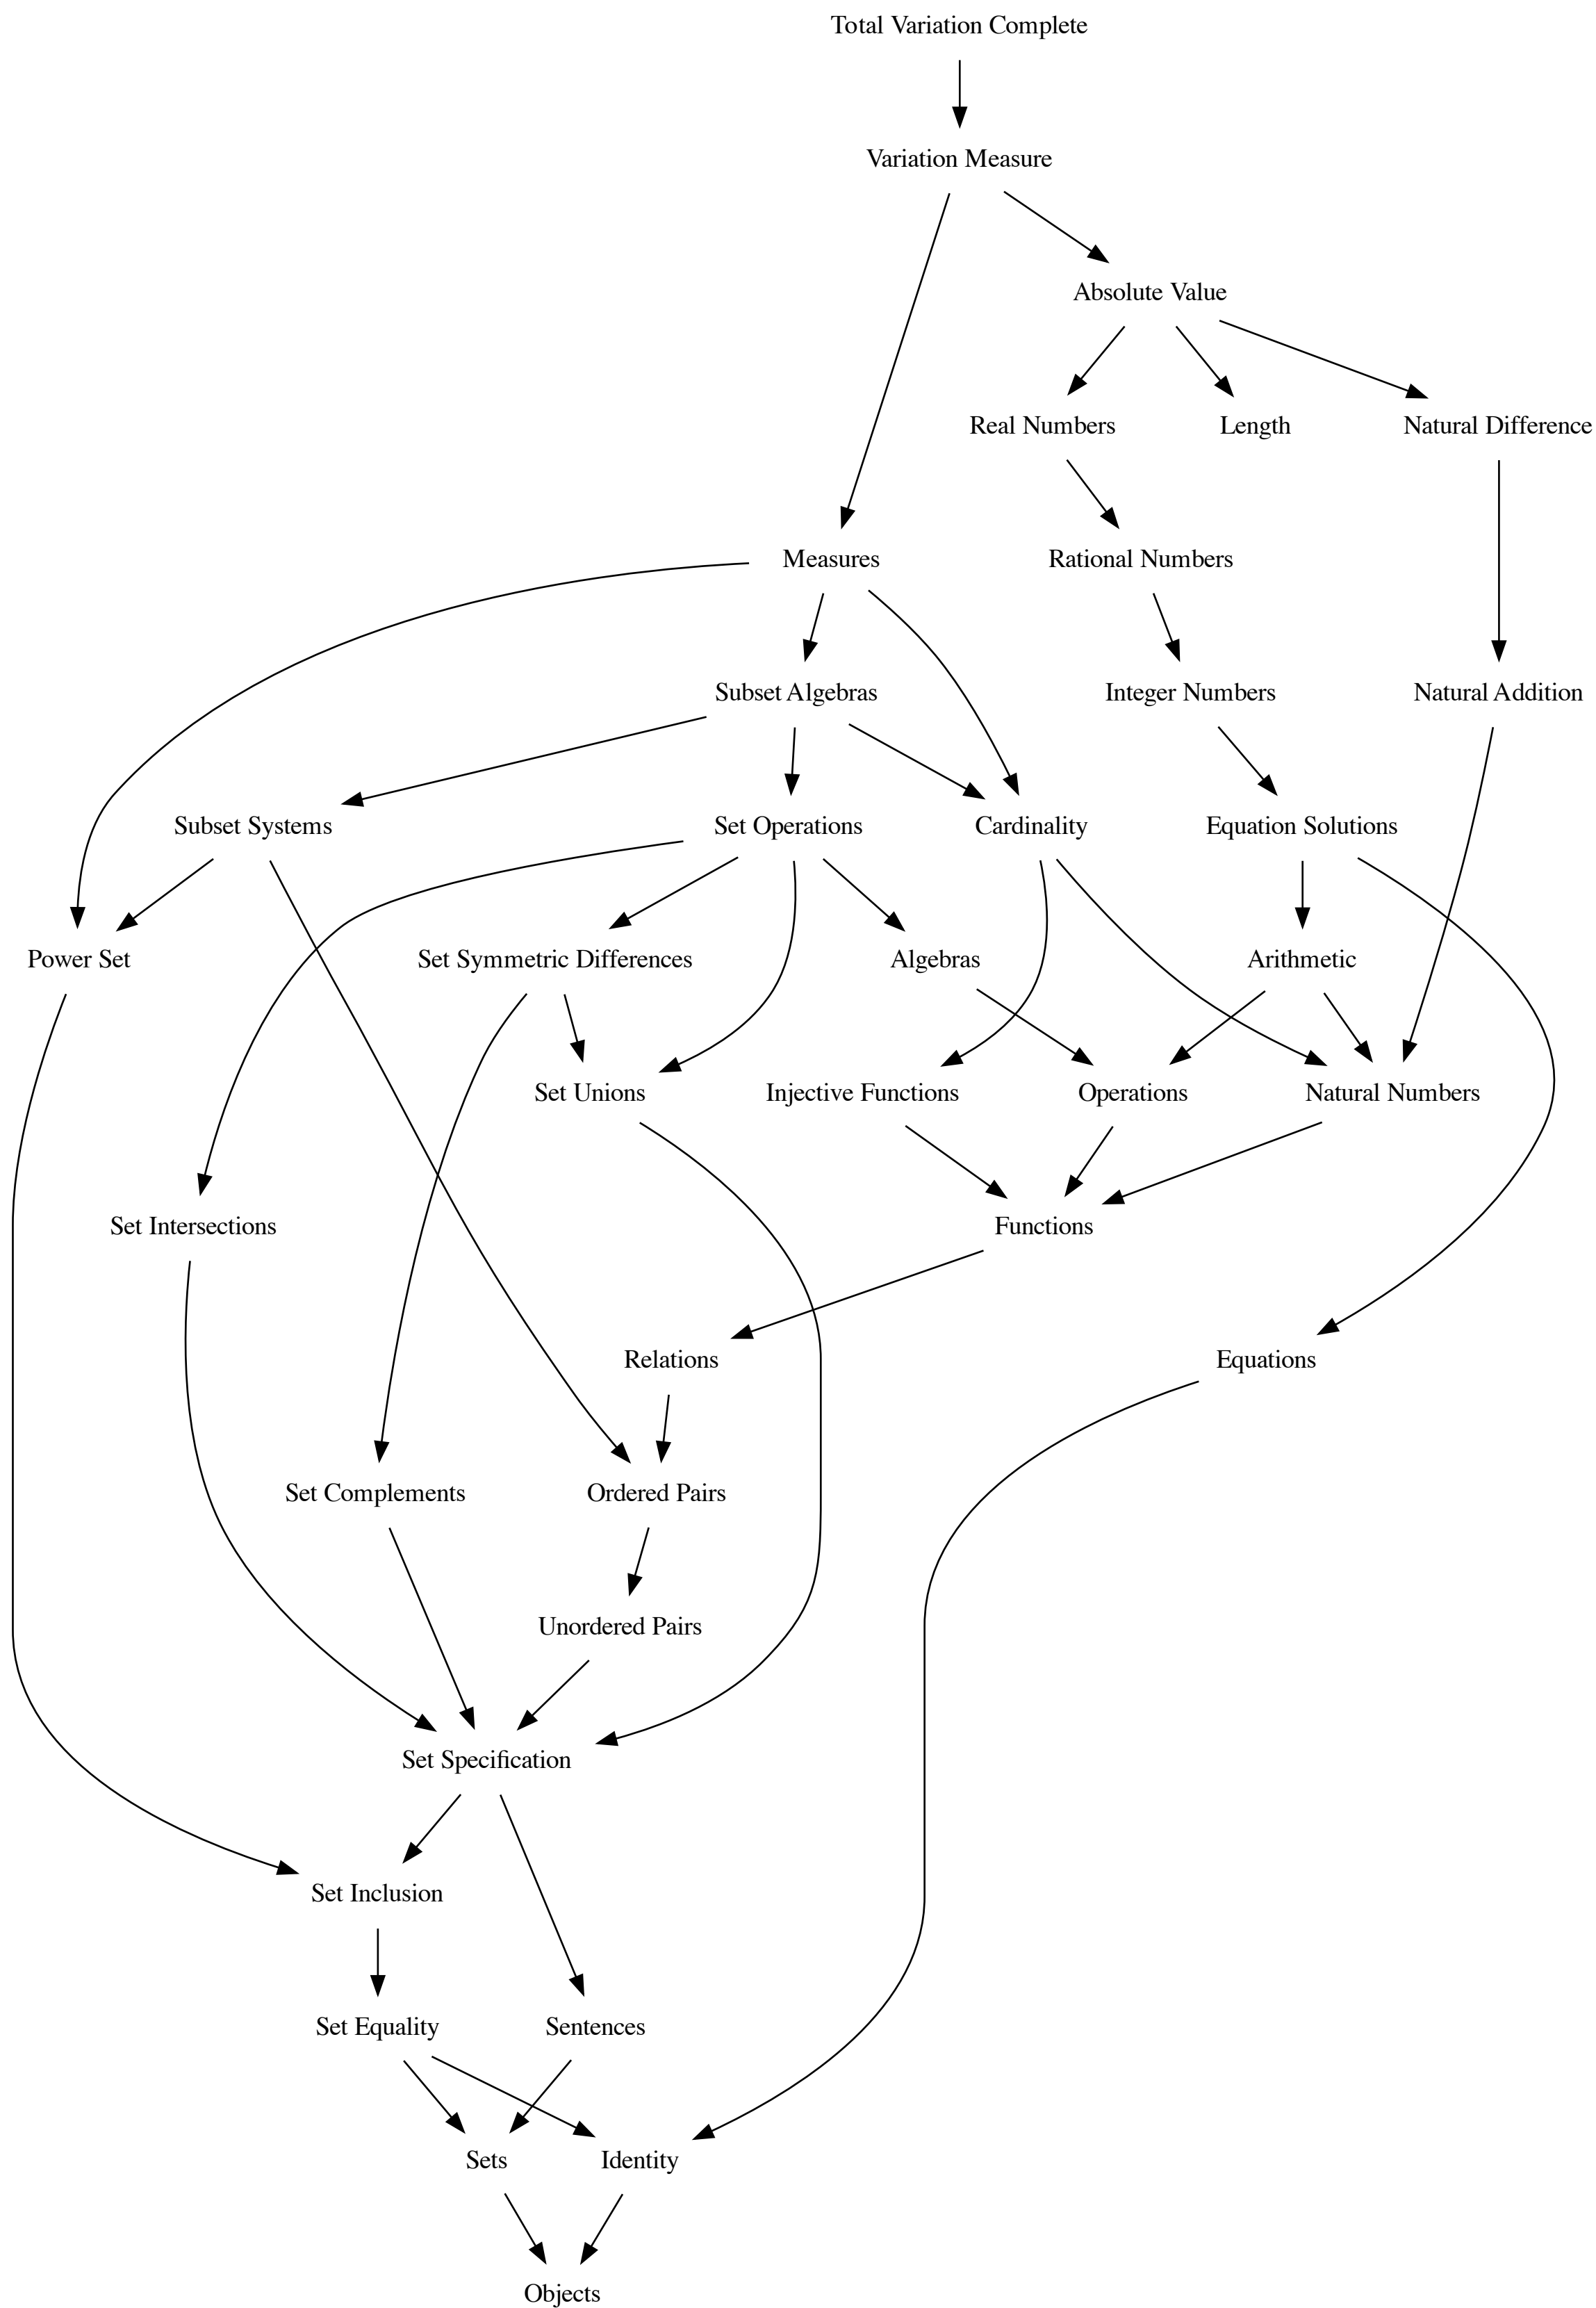 Total Variation Complete
Variation Measure
Absolute Value
Real Numbers
Length
Natural Difference
Measures
Rational Numbers
Subset Algebras
Integer Numbers
Natural Addition
Subset Systems
Set Operations
Cardinality
Equation Solutions
Power Set
Set Symmetric Differences
Algebras
Arithmetic
Set Unions
Injective Functions
Operations
Natural Numbers
Set Intersections
Functions
Relations
Equations
Set Complements
Ordered Pairs
Unordered Pairs
Set Specification
Set Inclusion
Set Equality
Sentences
Sets
Identity
Objects